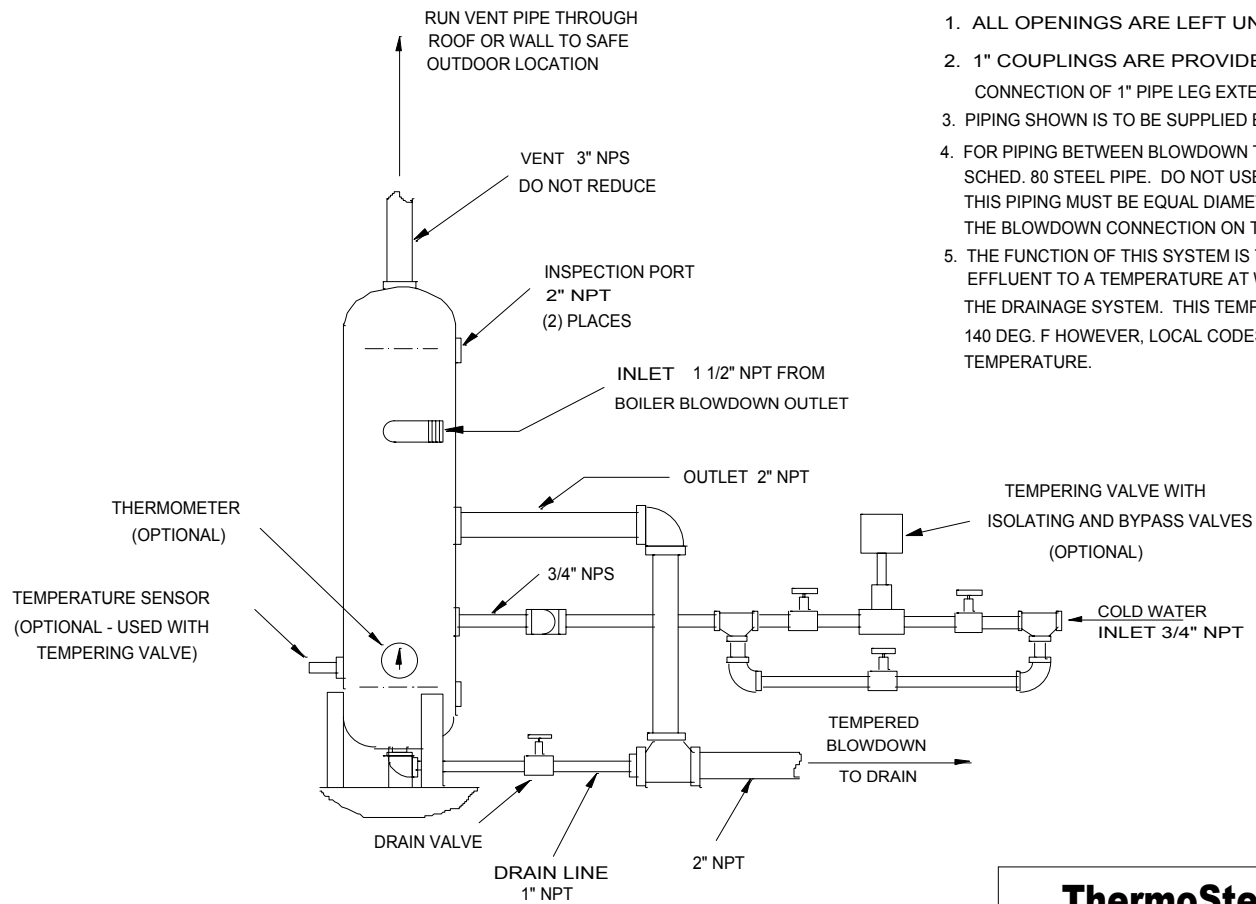 RUN VENT PIPE THROUGH
ROOF OR WALL TO SAFE
OUTDOOR LOCATION
VENT 3" NPS
DO NOT REDUCE
INSPECTION PORT
2" NPT
(2) PLACES
INLET 1 1/2" NPT FROM
BOILER BLOWDOWN OUTLET
OUTLET 2" NPT
THERMOMETER
(OPTIONAL)
TEMPERATURE SENSOR
(OPTIONAL - USED WITH
TEMPERING VALVE)
3/4" NPS
TEMPERING VALVE WITH
ISOLATING AND BYPASS VALVES
(OPTIONAL)
COLD WATER
INLET 3/4" NPT
TEMPERED
BLOWDOWN
TO DRAIN
DRAIN VALVE
DRAIN LINE
1" NPT
2" NPT
1. ALL OPENINGS ARE LEFT
2. 1" COUPLINGS ARE
CONNECTION OF 1" PIPE LEG
3. PIPING SHOWN IS TO BE SUPPLIED
4. FOR PIPING BETWEEN BLOWDOWN
SCHED. 80 STEEL PIPE. DO NOT USE
THIS PIPING MUST BE EQUAL
THE BLOWDOWN CONNECTION ON
5. THE FUNCTION OF THIS SYSTEM IS
EFFLUENT TO A TEMPERATURE AT
THE DRAINAGE SYSTEM. THIS
140 DEG. F HOWEVER, LOCAL CODES
TEMPERATURE.